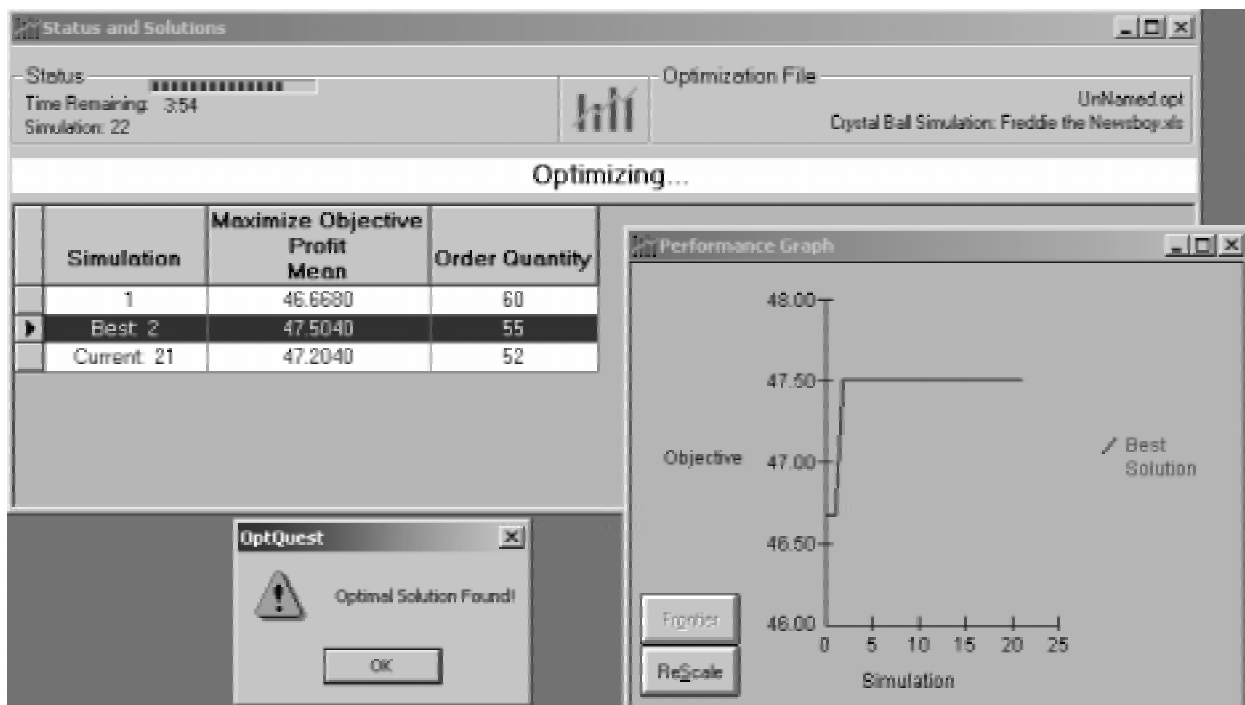 Status and Solutions
Status
Time Remaining: 3:54
Simulation: 22
Optimization File
UnNamed.opt
Crystal Ball Simulation: Freddie the Newsboy.xls
Optimizing...
Simulation
Maximize Objective
Profit
Mean
Order Quantity
1 46.6680 60
Best: 2 47.5040 55
Current: 21 47.2040 52
OptQuest
Optimal Solution Found!
OK
Performance Graph
48.00
47.50
47.00
46.50
46.00
Objective
0 5 10 15 20 25
Simulation
Best
Solution
Frontier
ReScale